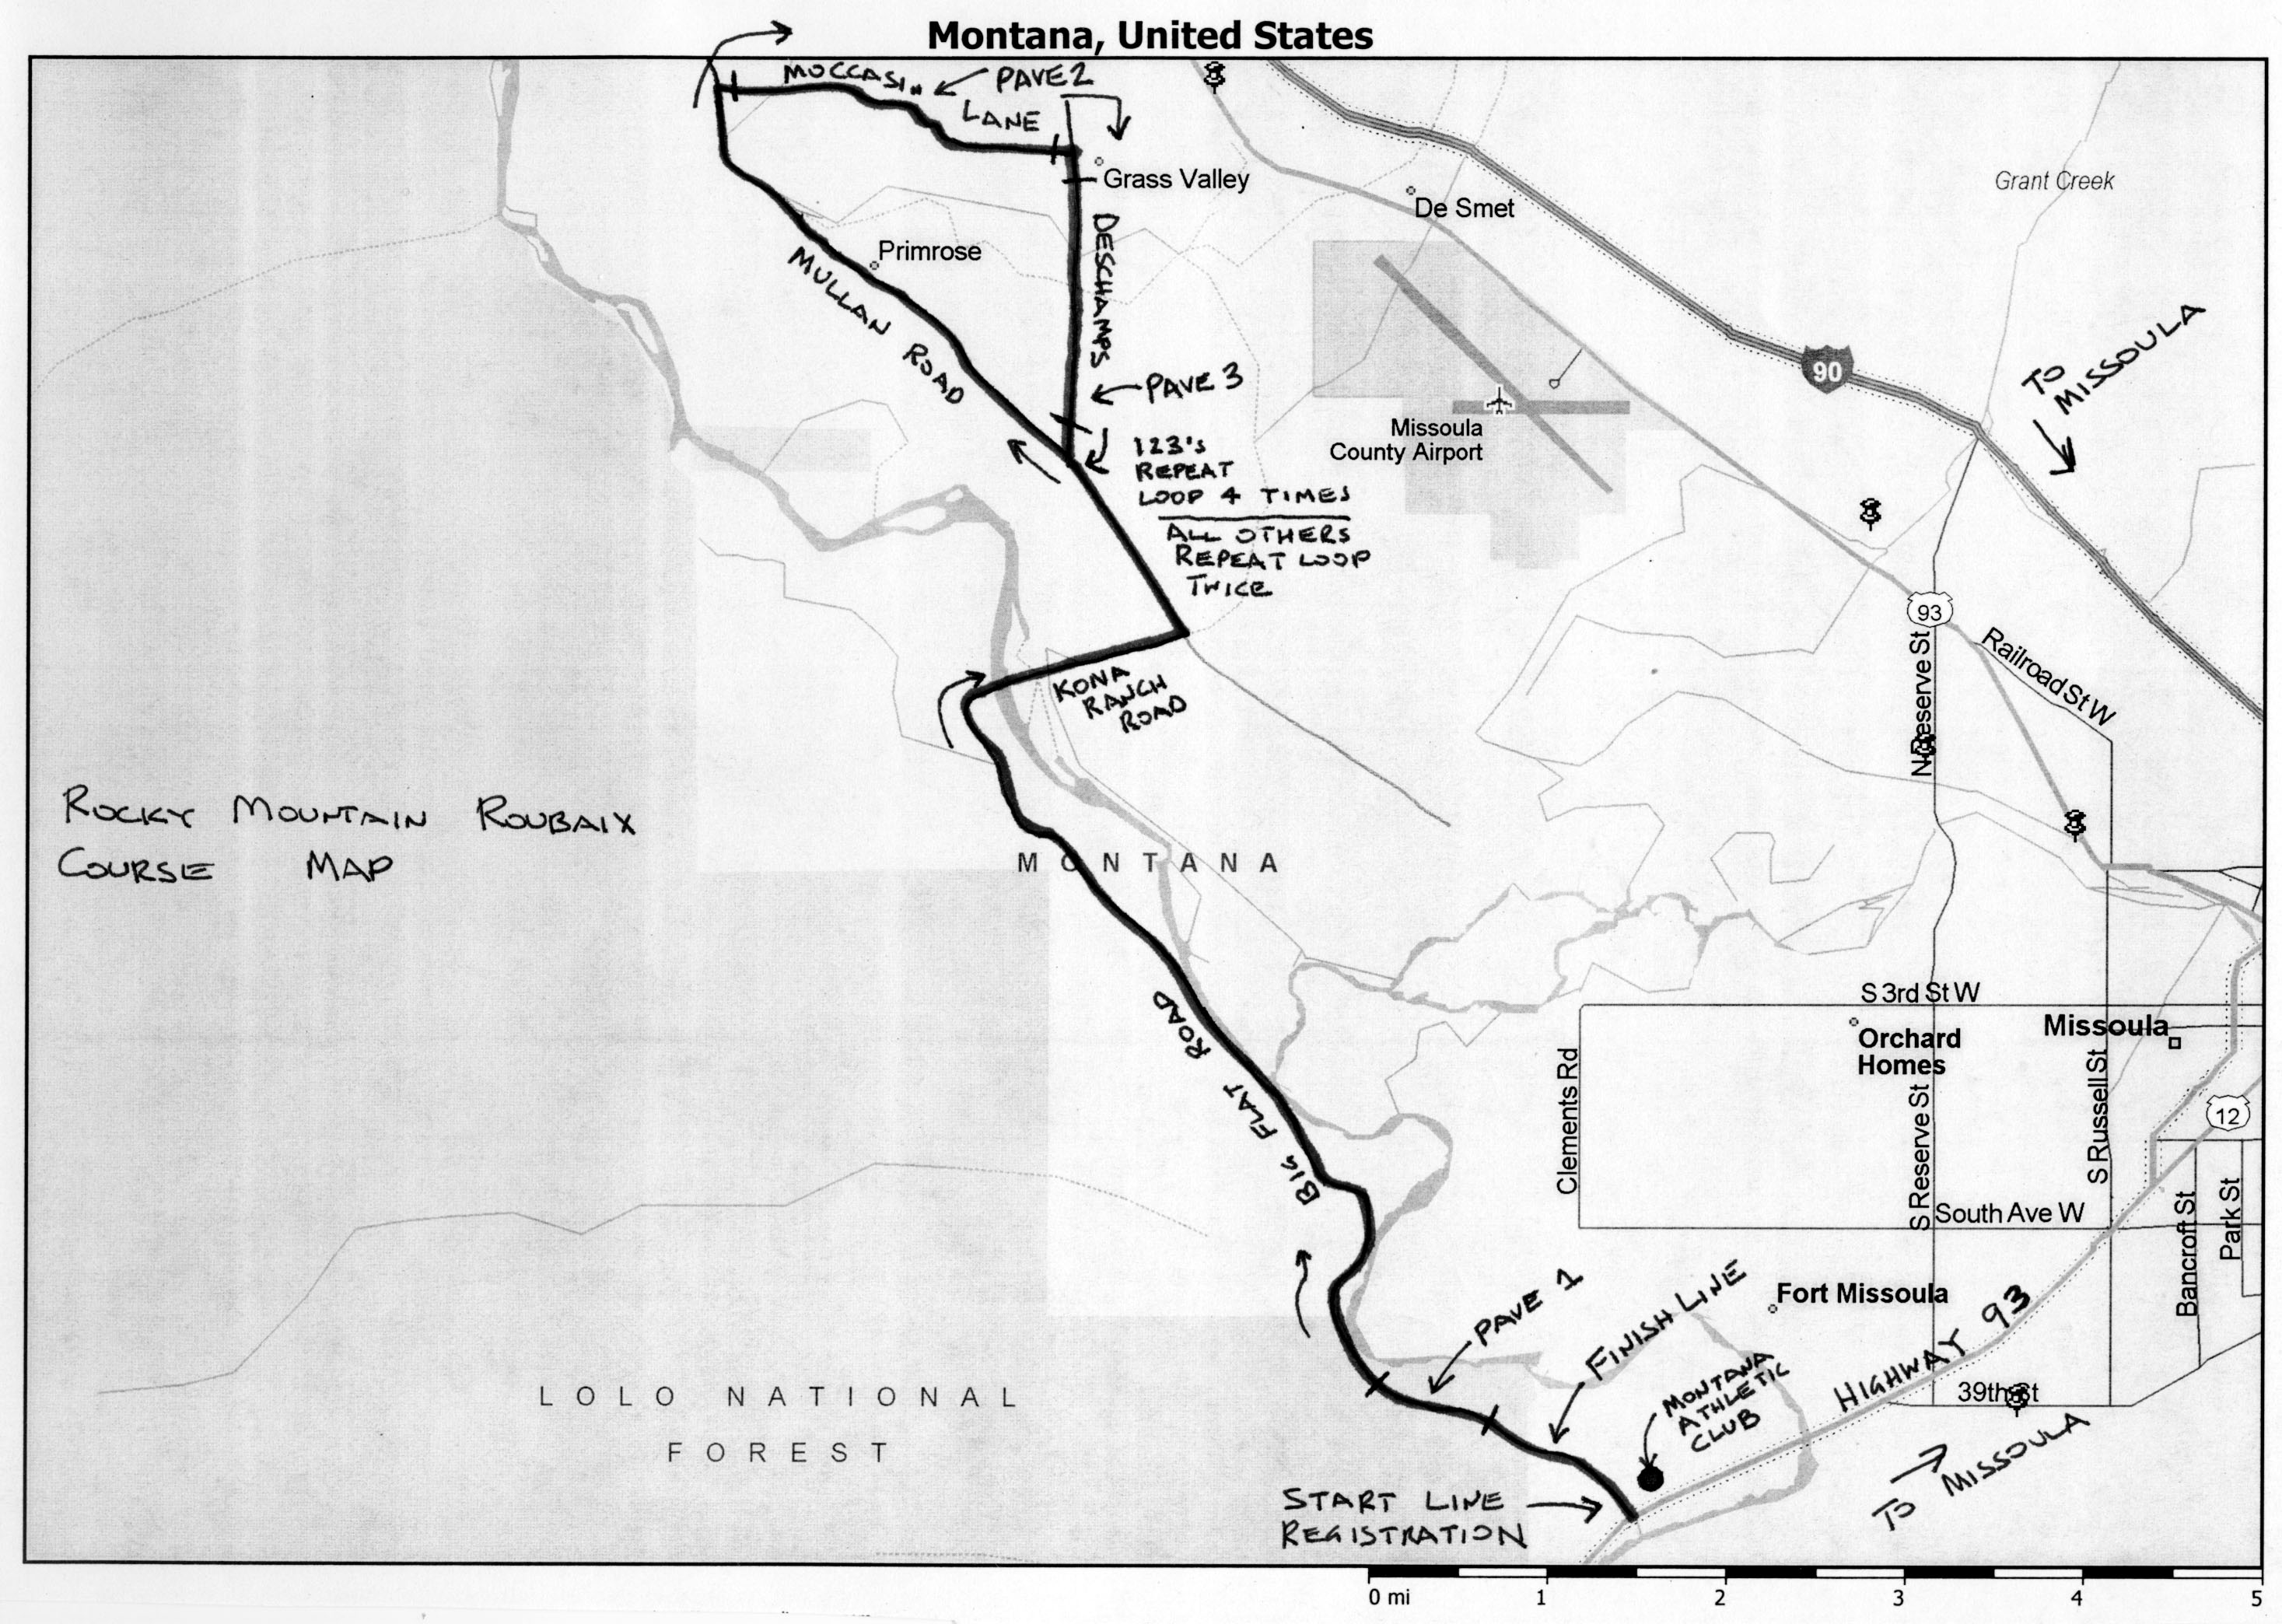 Montana, United States
MOCCASIN
PAVE 2
LANE
Grass Valley
De Smet
Grant Creek
Primrose
DESCHAMPS
MULLAN ROAD
PAVE 3
90
TO
MISSOULA
Missoula
County Airport
123's
REPEAT
LOOP 4 TIMES
ALL OTHERS
REPEAT LOOP
TWICE
93
Railroad St W
N Reserve St
KONA
RANCH
ROAD
ROCKY MOUNTAIN ROUBAIX
COURSE MAP
MONTANA
S 3rd St W
Orchard
Homes
Missoula
BIG FLAT ROAD
Clements Rd
S Reserve St
S Russell St
12
South Ave W
Bancroft St
Park St
PAVE 1
FINISH LINE
Fort Missoula
HIGHWAY 93
MONTANA
ATHLETIC
CLUB
39th St
LOLO NATIONAL
FOREST
TO MISSOULA
START LINE
REGISTRATION
0 mi 1 2 3 4 5